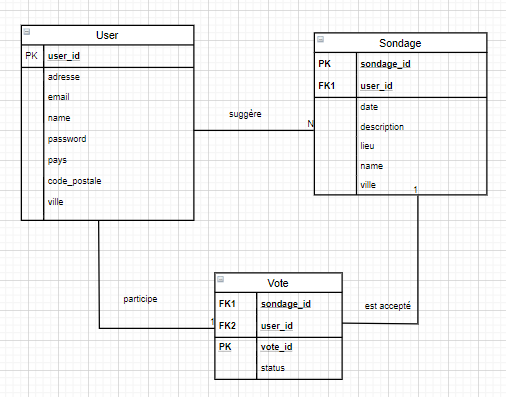 User
PK user_id
adresse
email
name
password
pays
code_postale
ville
Sondage
PK sondage_id
FK1 user_id
date
description
lieu
name
ville
suggère
N
1
participe
1
est accepté
Vote
FK1 sondage_id
FK2 user_id
PK vote_id
status